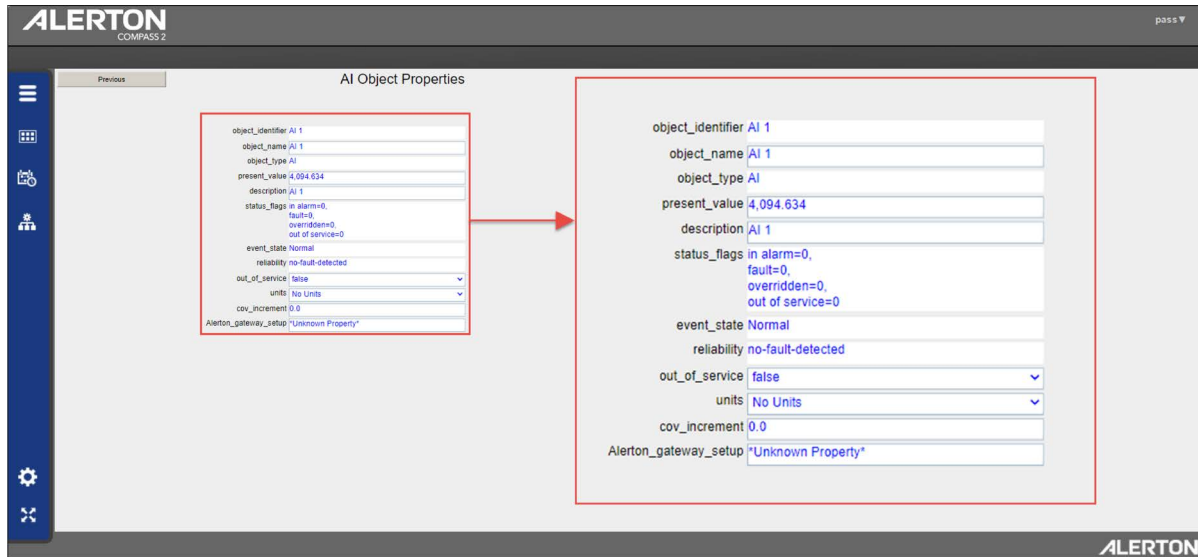 ALERTON
COMPASS 2
pass
Previous
AI Object Properties
object_identifier AI 1
object_name AI 1
object_type AI
present_value 4,094.634
description AI 1
status_flags in alarm=0,
fault=0,
overridden=0,
out of service=0
event_state Normal
reliability no-fault-detected
out_of_service false
units No Units
cov_increment 0.0
Alerton_gateway_setup *Unknown Property*
object_identifier AI 1
object_name AI 1
object_type AI
present_value 4,094.634
description AI 1
status_flags in alarm=0,
fault=0,
overridden=0,
out of service=0
event_state Normal
reliability no-fault-detected
out_of_service false
units No Units
cov_increment 0.0
Alerton_gateway_setup *Unknown Property*
ALERTON